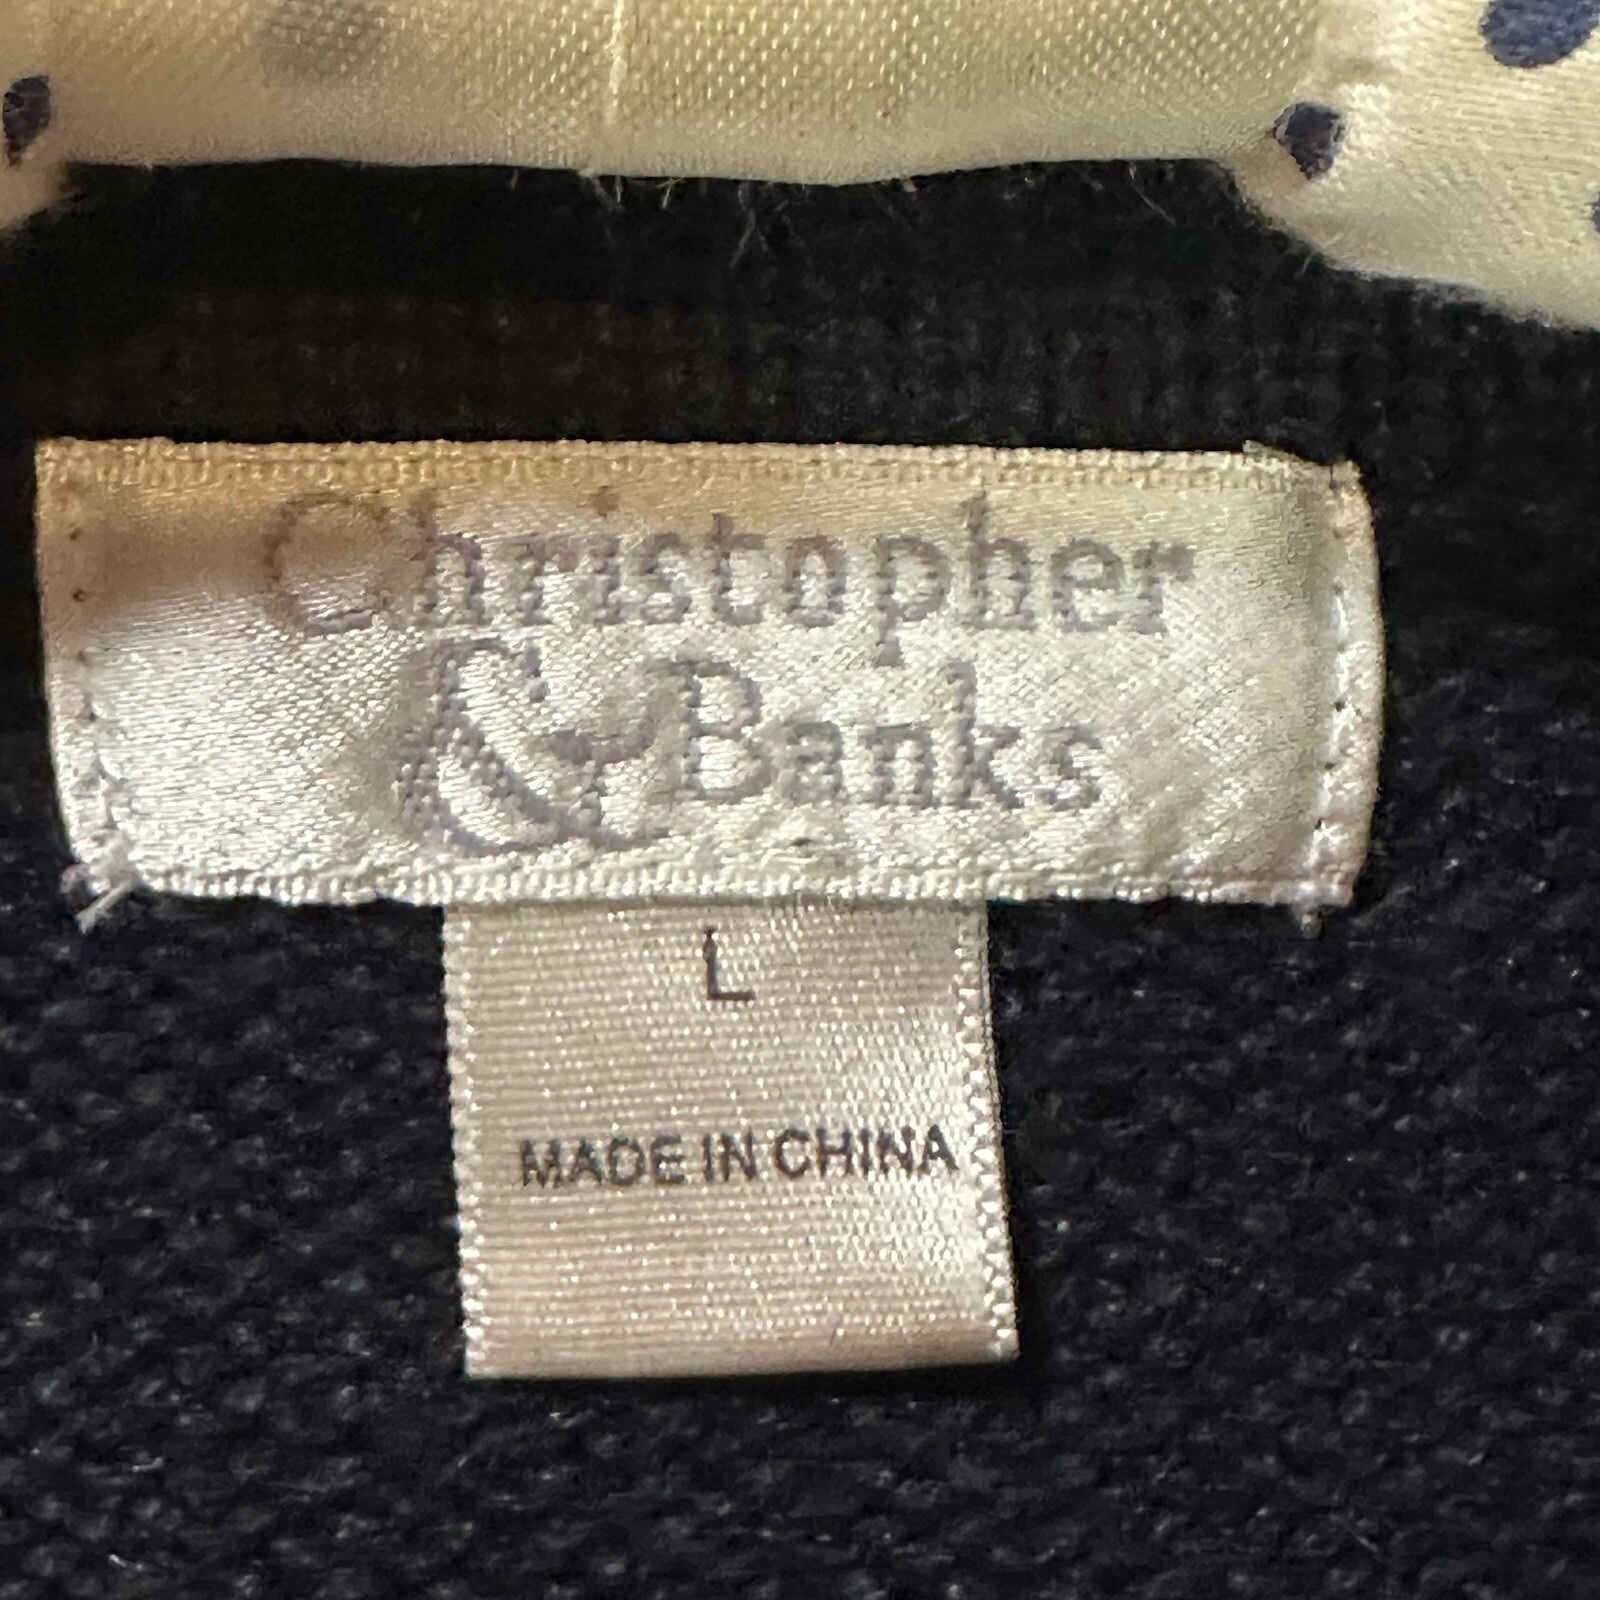 Christopher
& Banks
L
MADE IN CHINA